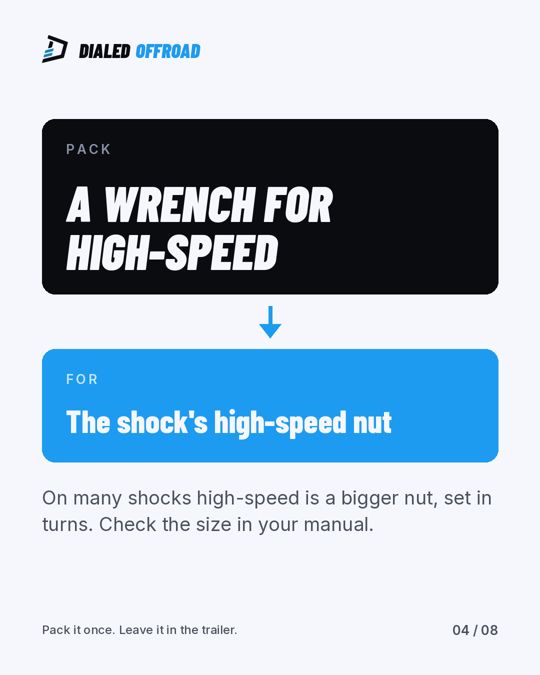 DIALED OFFROAD
PACK
A WRENCH FOR
HIGH-SPEED
FOR
The shock's high-speed nut
On many shocks high-speed is a bigger nut, set in
turns. Check the size in your manual.
Pack it once. Leave it in the trailer.
04 / 08